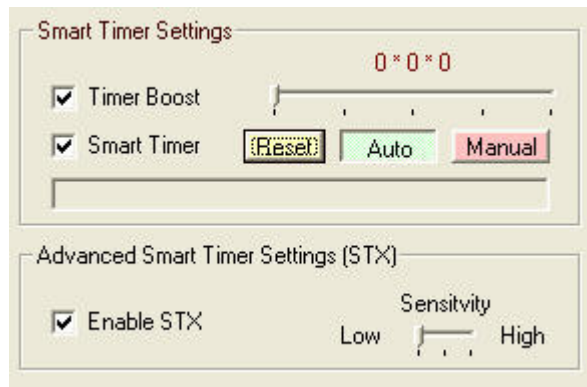 Smart Timer Settings
0 * 0 * 0
Timer Boost
Smart Timer Reset Auto Manual
Advanced Smart Timer Settings (STX)
Sensitvity
Enable STX Low High